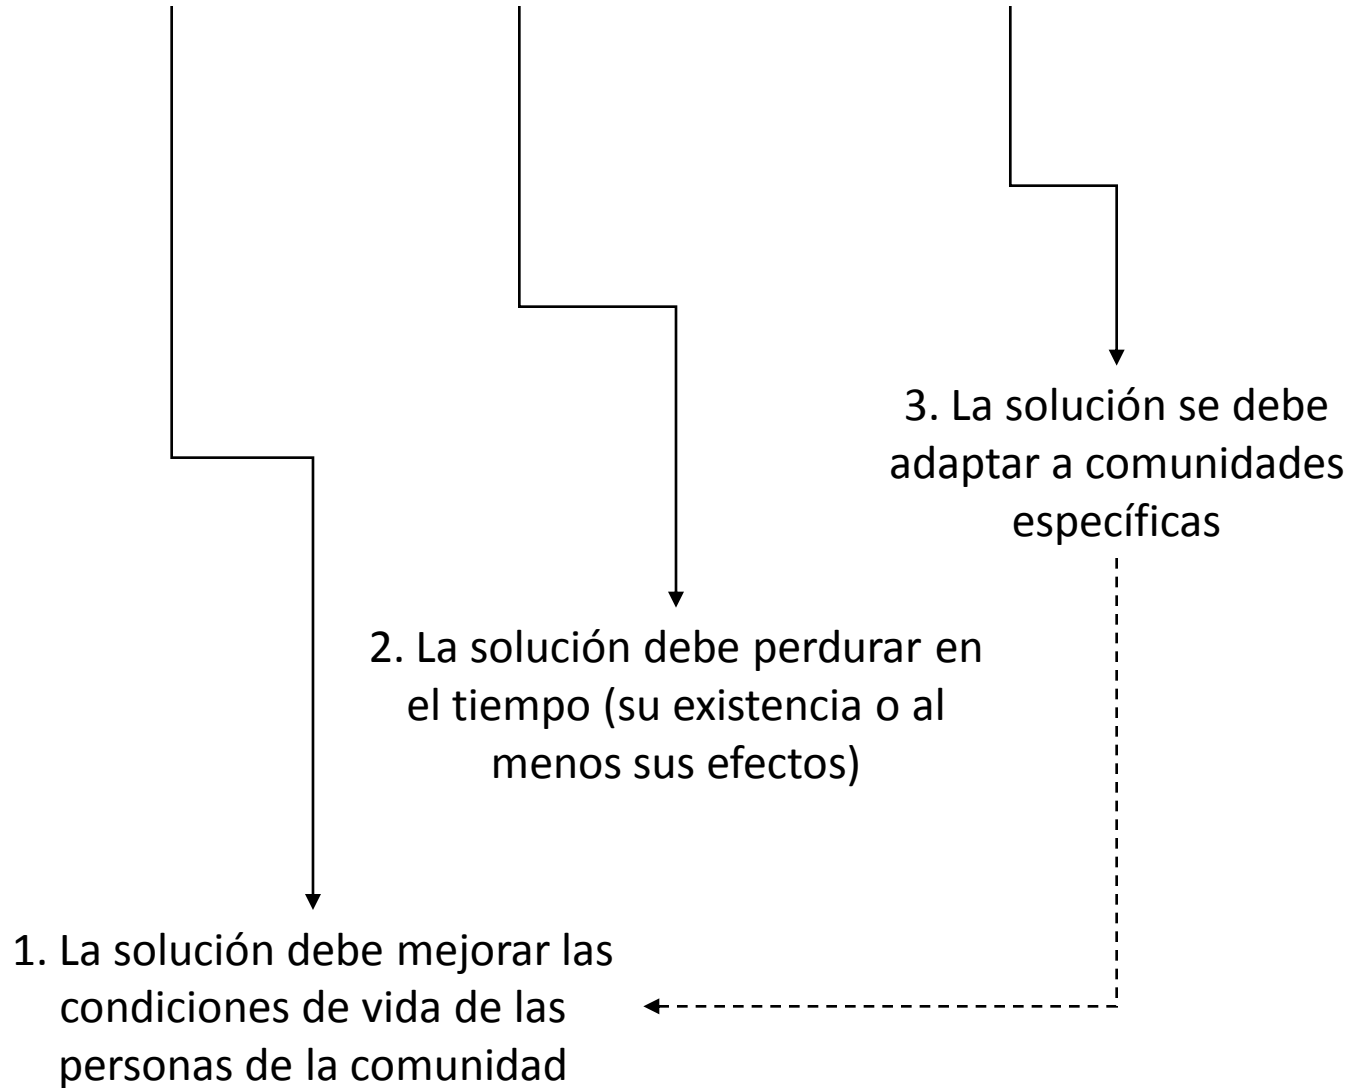 3. La solución se debe
adaptar a comunidades
específicas
2. La solución debe perdurar en
el tiempo (su existencia o al
menos sus efectos)
1. La solución debe mejorar las
condiciones de vida de las
personas de la comunidad